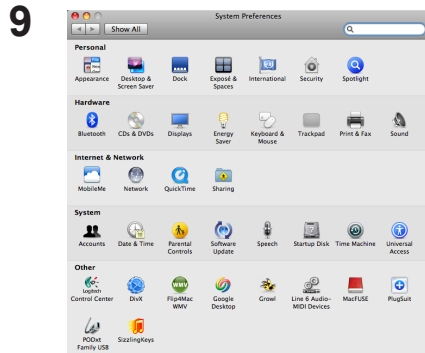 9
System Preferences
Show All
Personal
Appearance
Desktop & Screen Saver
Dock
Exposé & Spaces
International
Security
Spotlight
Hardware
Bluetooth
CDs & DVDs
Displays
Energy Saver
Keyboard & Mouse
Trackpad
Print & Fax
Sound
Internet & Network
MobileMe
Network
QuickTime
Sharing
System
Accounts
Date & Time
Parental Controls
Software Update
Speech
Startup Disk
Time Machine
Universal Access
Other
Logitech Control Center
DivX
Flip4Mac WMV
Google Desktop
Growl
Line 6 Audio-MIDI Devices
MacFUSE
PlugSuit
PODxt Family USB
SizzlingKeys